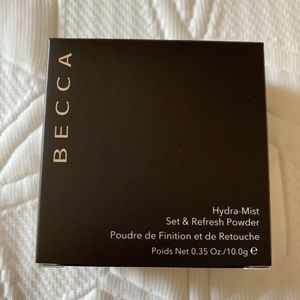 BECCA
Hydra-Mist
Set & Refresh Powder
Poudre de Finition et de Retouche
Poids Net 0.35 Oz./10.0g ℮